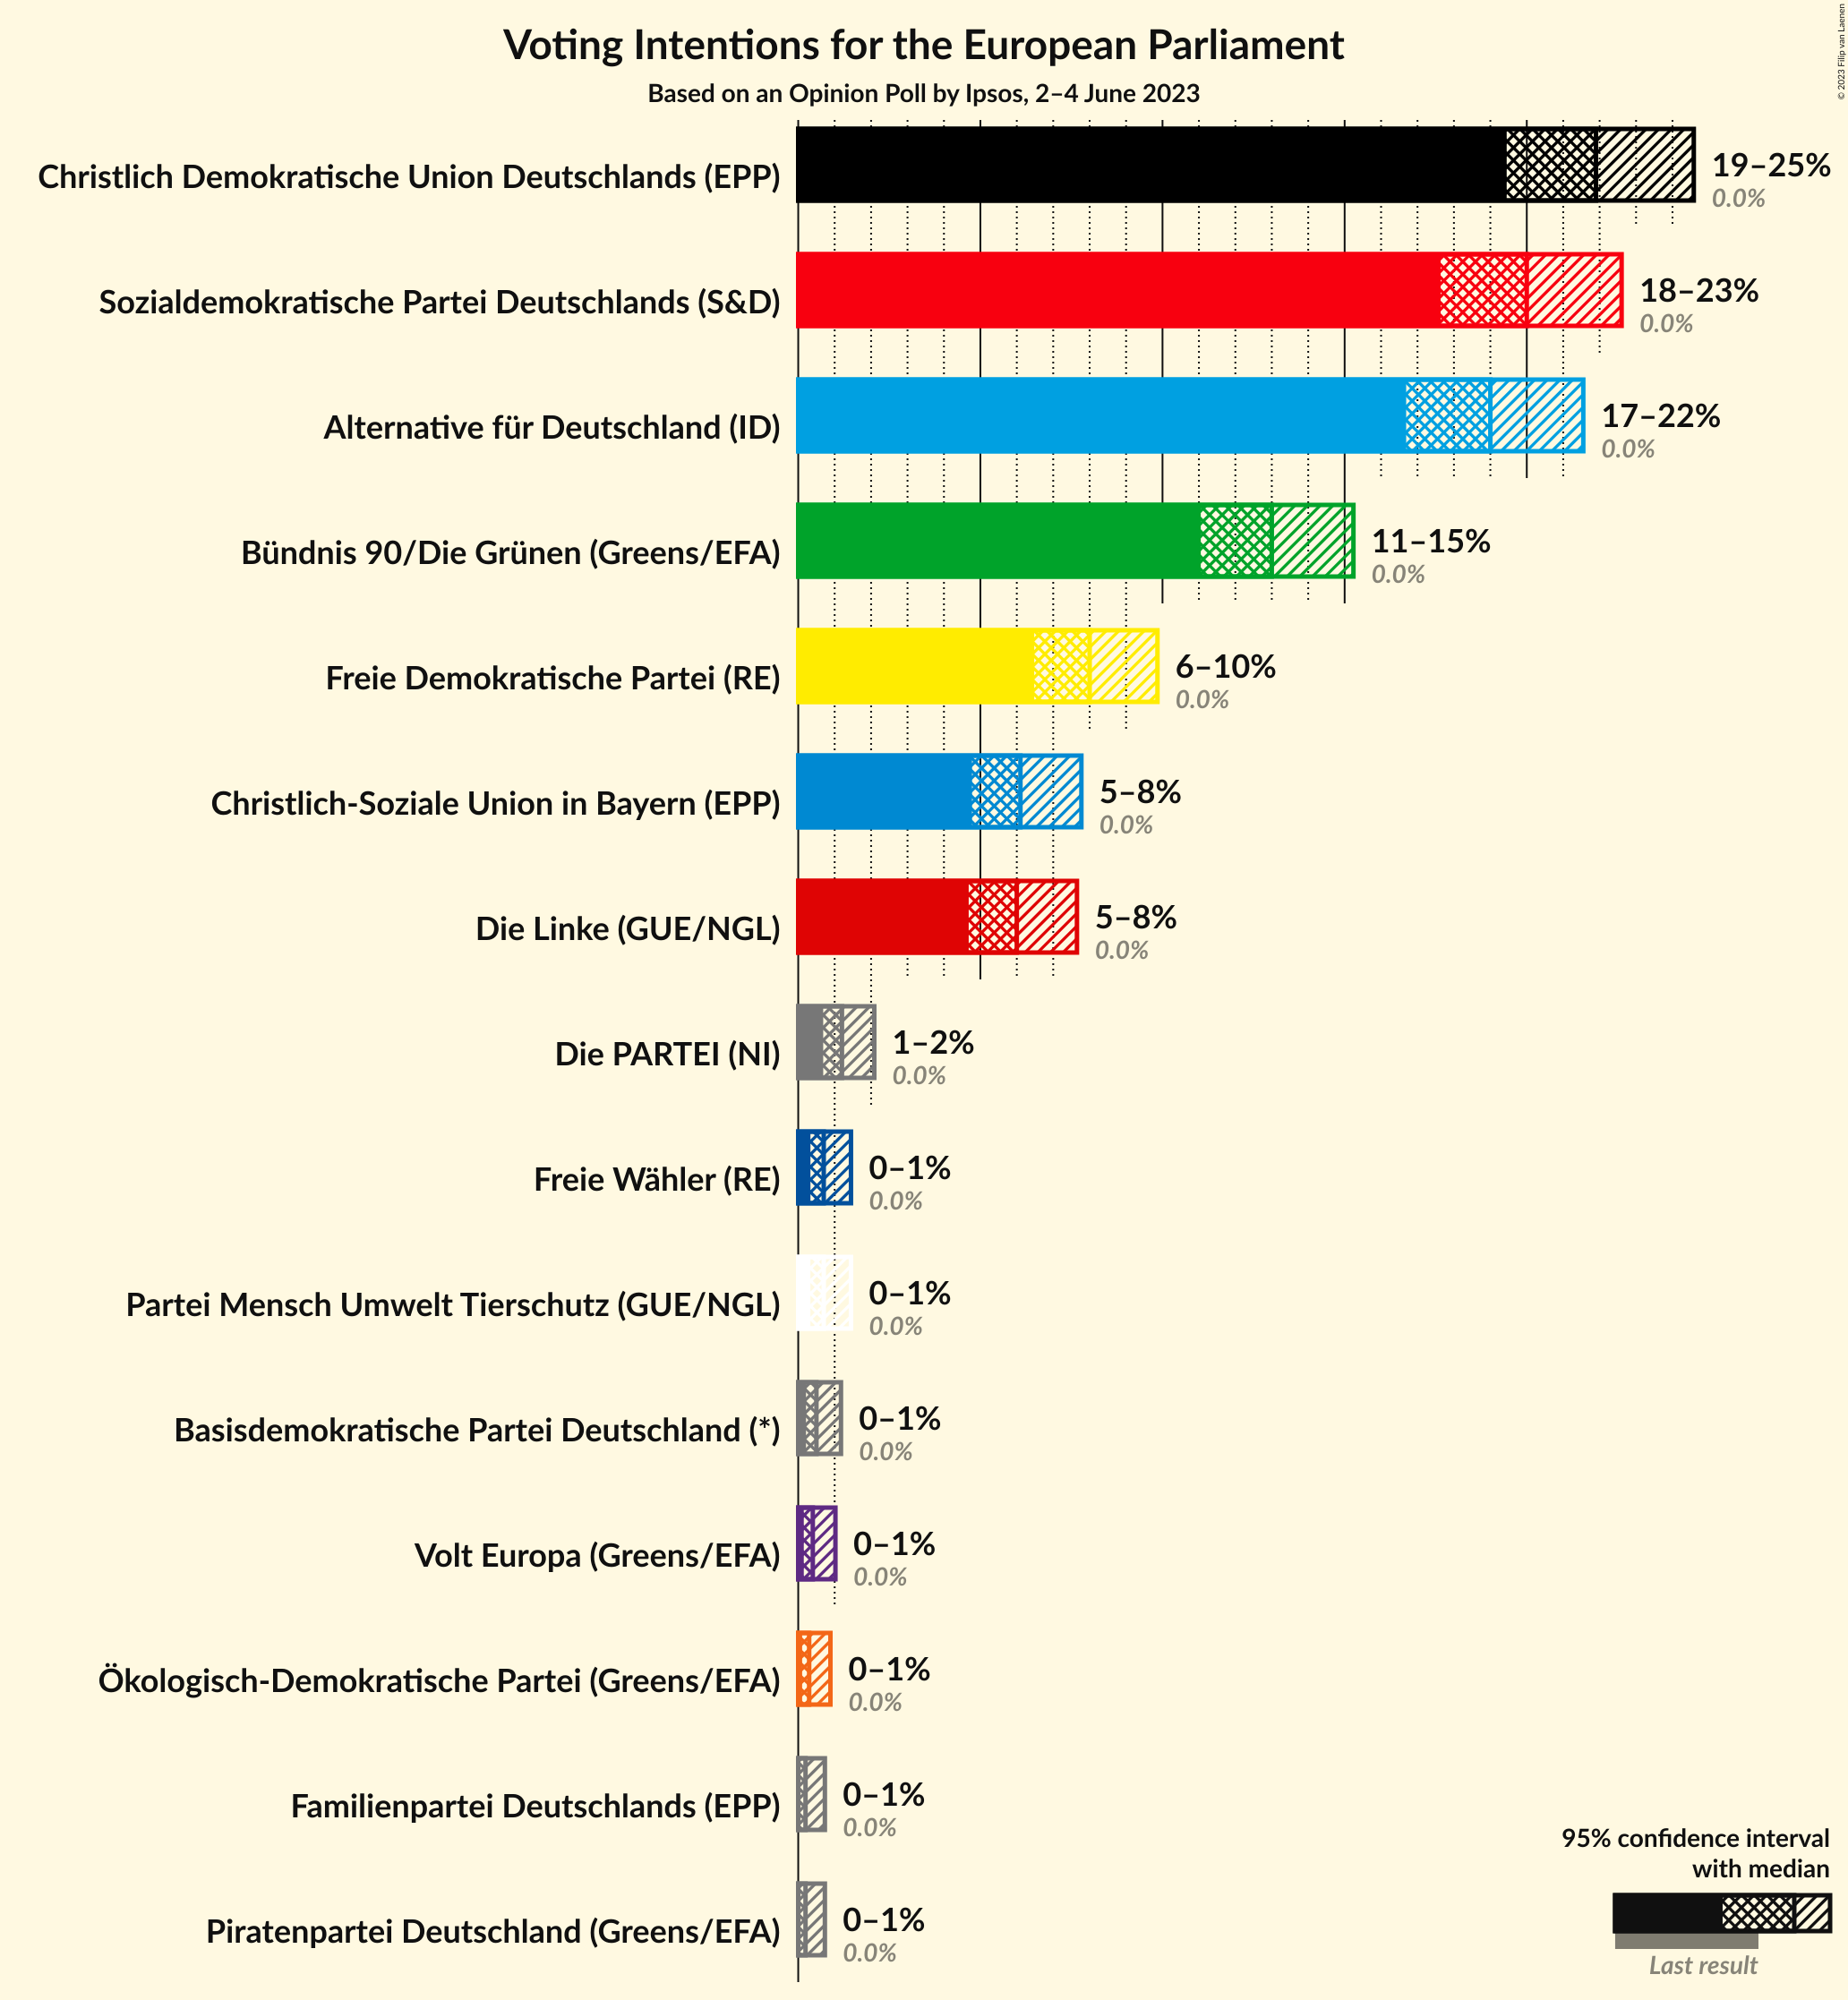 Voting Intentions for the European Parliament
Based on an Opinion Poll by Ipsos, 2–4 June 2023
© 2023 Filip van Laenen
Christlich Demokratische Union Deutschlands (EPP)
19–25%
0.0%
Sozialdemokratische Partei Deutschlands (S&D)
18–23%
0.0%
Alternative für Deutschland (ID)
17–22%
0.0%
Bündnis 90/Die Grünen (Greens/EFA)
11–15%
0.0%
Freie Demokratische Partei (RE)
6–10%
0.0%
Christlich-Soziale Union in Bayern (EPP)
5–8%
0.0%
Die Linke (GUE/NGL)
5–8%
0.0%
Die PARTEI (NI)
1–2%
0.0%
Freie Wähler (RE)
0–1%
0.0%
Partei Mensch Umwelt Tierschutz (GUE/NGL)
0–1%
0.0%
Basisdemokratische Partei Deutschland (*)
0–1%
0.0%
Volt Europa (Greens/EFA)
0–1%
0.0%
Ökologisch-Demokratische Partei (Greens/EFA)
0–1%
0.0%
Familienpartei Deutschlands (EPP)
0–1%
0.0%
Piratenpartei Deutschland (Greens/EFA)
0–1%
0.0%
95% confidence interval
with median
Last result